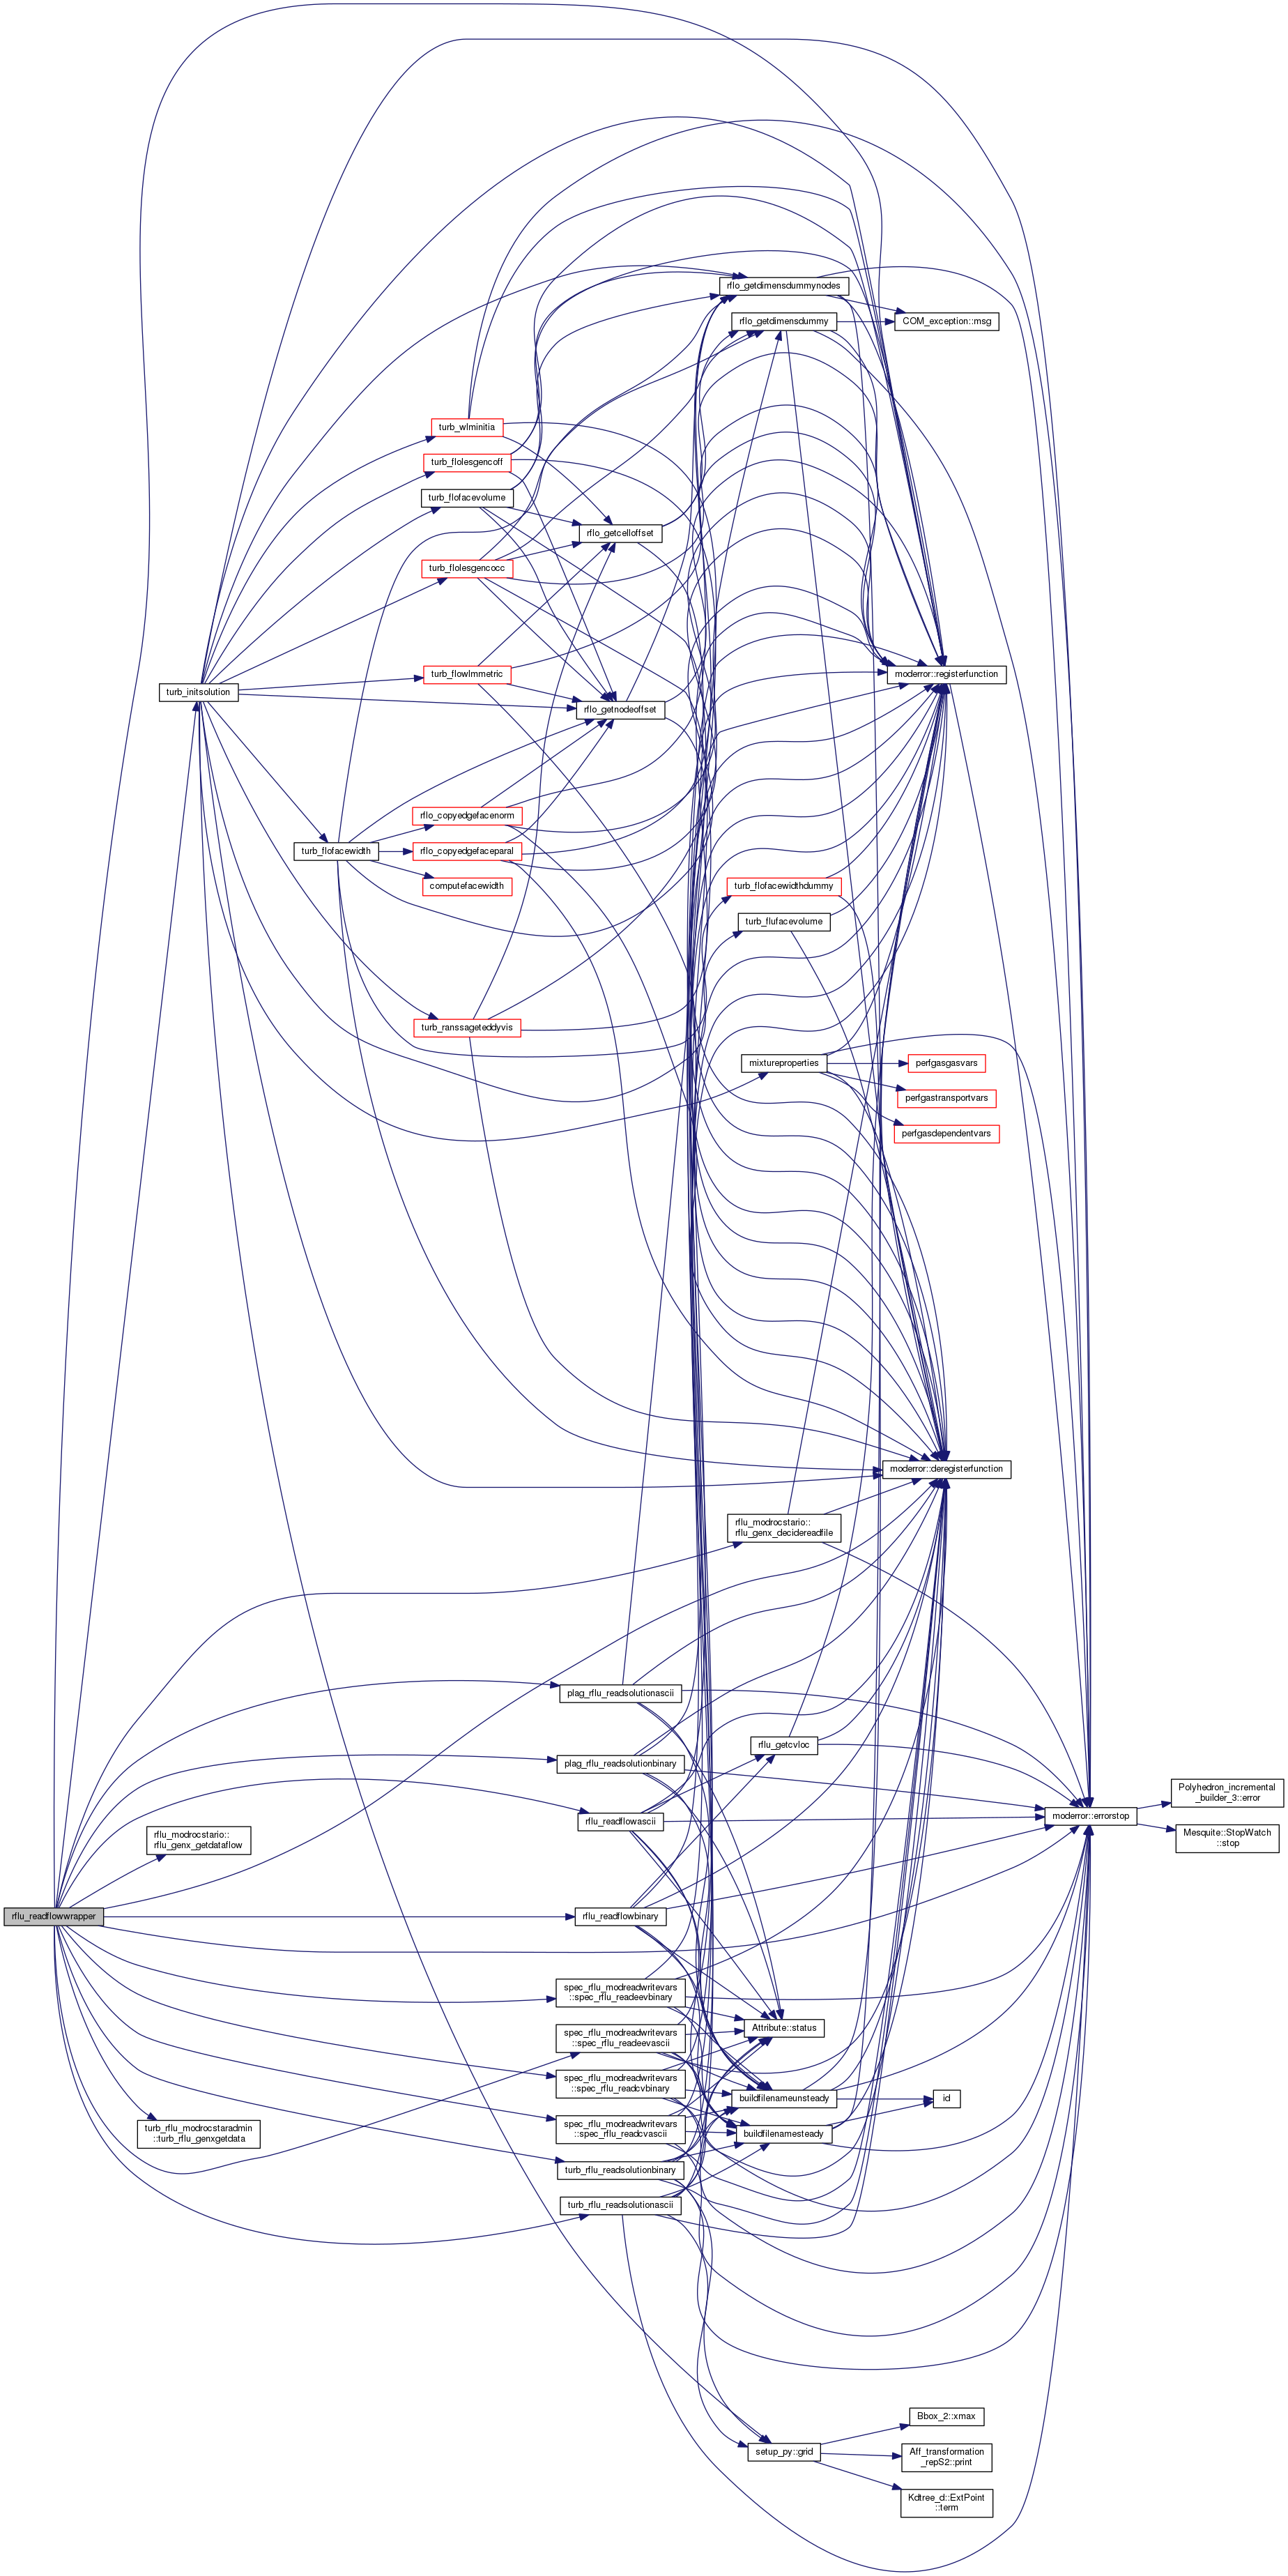 rflo_getdimensdummynodes
rflo_getdimensdummy
COM_exception::msg
turb_wlminitia
turb_flolesgencoff
turb_flofacevolume
rflo_getcelloffset
turb_flolesgencocc
turb_flowlmmetric
moderror::registerfunction
turb_initsolution
rflo_getnodeoffset
rflo_copyedgefacenorm
turb_flofacewidth
rflo_copyedgefaceparal
computefacewidth
turb_flofacewidthdummy
turb_flufacevolume
turb_ranssageteddyvis
mixtureproperties
perfgasgasvars
perfgastransportvars
perfgasdependentvars
moderror::deregisterfunction
rflu_modrocstario::
rflu_genx_decidereadfile
plag_rflu_readsolutionascii
rflu_getcvloc
plag_rflu_readsolutionbinary
Polyhedron_incremental
_builder_3::error
moderror::errorstop
rflu_readflowascii
rflu_modrocstario::
rflu_genx_getdataflow
Mesquite::StopWatch
::stop
rflu_readflowwrapper
rflu_readflowbinary
spec_rflu_modreadwritevars
::spec_rflu_readeevbinary
Attribute::status
spec_rflu_modreadwritevars
::spec_rflu_readeevascii
spec_rflu_modreadwritevars
::spec_rflu_readcvbinary
buildfilenameunsteady
id
spec_rflu_modreadwritevars
::spec_rflu_readcvascii
buildfilenamesteady
turb_rflu_modrocstaradmin
::turb_rflu_genxgetdata
turb_rflu_readsolutionbinary
turb_rflu_readsolutionascii
Bbox_2::xmax
setup_py::grid
Aff_transformation
_repS2::print
Kdtree_d::ExtPoint
::term